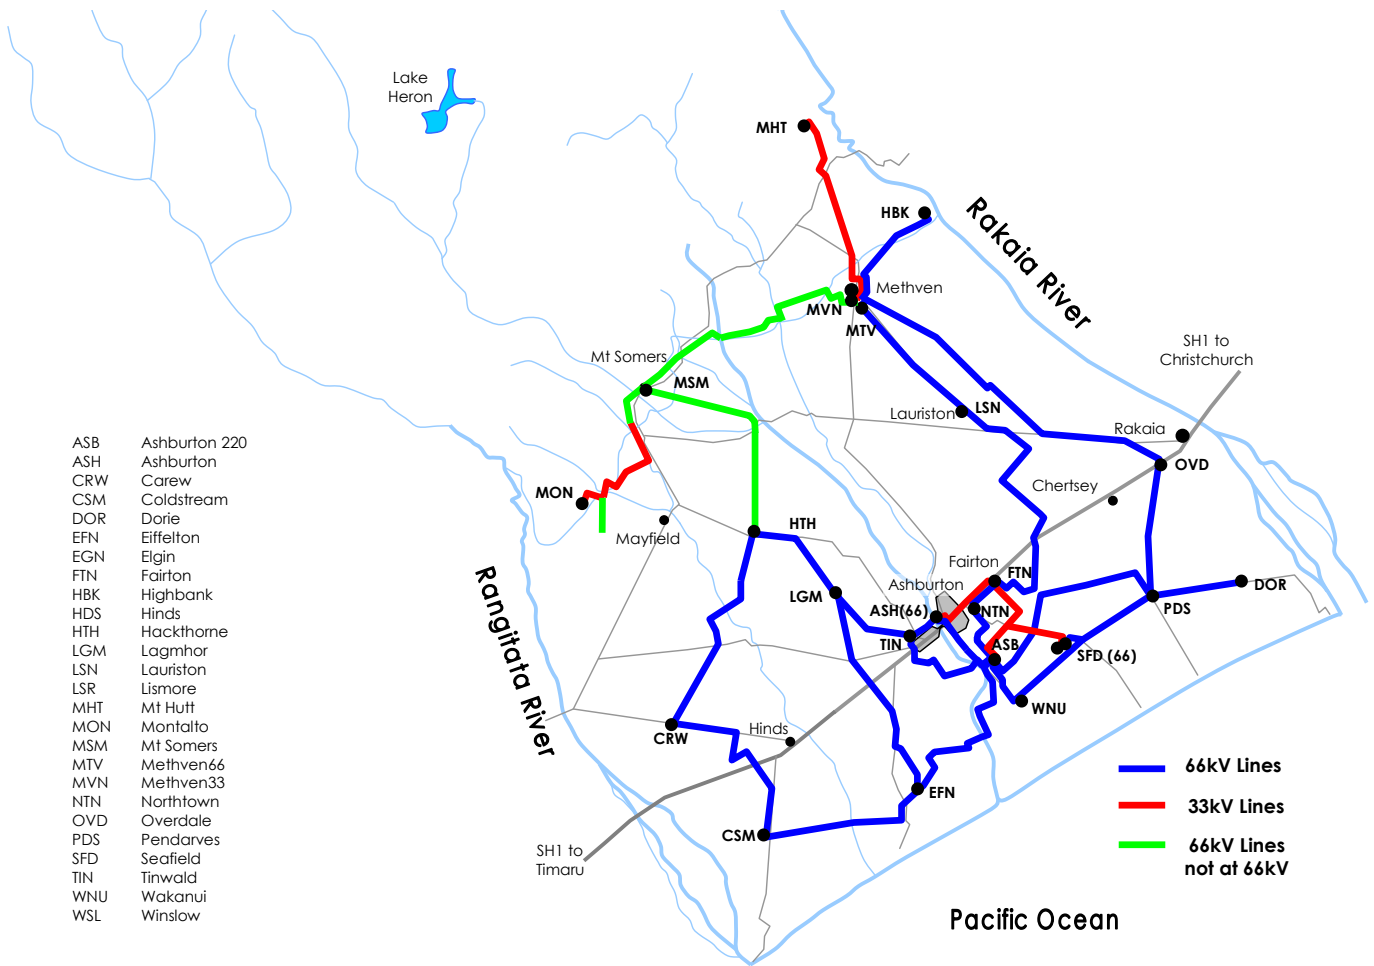 Lake
Heron
MHT
HBK
Rakaia River
Methven
MVN
MTV
SH1 to
Christchurch
Mt Somers
MSM
Lauriston
LSN
Rakaia
OVD
Chertsey
MON
Mayfield
HTH
Fairton
FTN
Ashburton
DOR
LGM
ASH(66)
NTN
PDS
TIN
ASB
SFD (66)
Rangitata River
WNU
CRW
Hinds
EFN
CSM
SH1 to
Timaru
66kV Lines
33kV Lines
66kV Lines
not at 66kV
Pacific Ocean
ASB Ashburton 220
ASH Ashburton
CRW Carew
CSM Coldstream
DOR Dorie
EFN Eiffelton
EGN Elgin
FTN Fairton
HBK Highbank
HDS Hinds
HTH Hackthorne
LGM Lagmhor
LSN Lauriston
LSR Lismore
MHT Mt Hutt
MON Montalto
MSM Mt Somers
MTV Methven66
MVN Methven33
NTN Northtown
OVD Overdale
PDS Pendarves
SFD Seafield
TIN Tinwald
WNU Wakanui
WSL Winslow